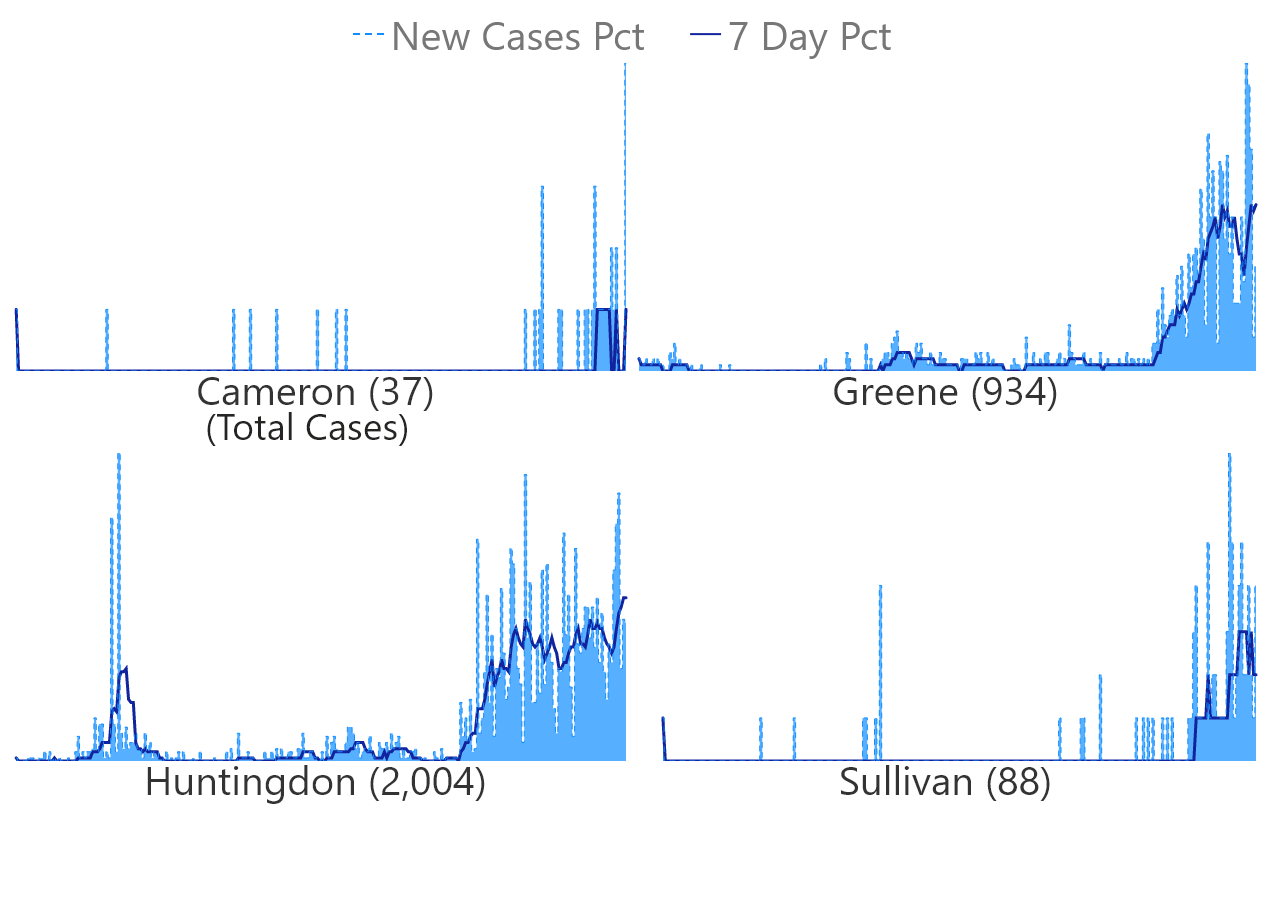 New Cases Pct 7 Day Pct
Cameron (37)
(Total Cases)
Greene (934)
Huntingdon (2,004)
Sullivan (88)